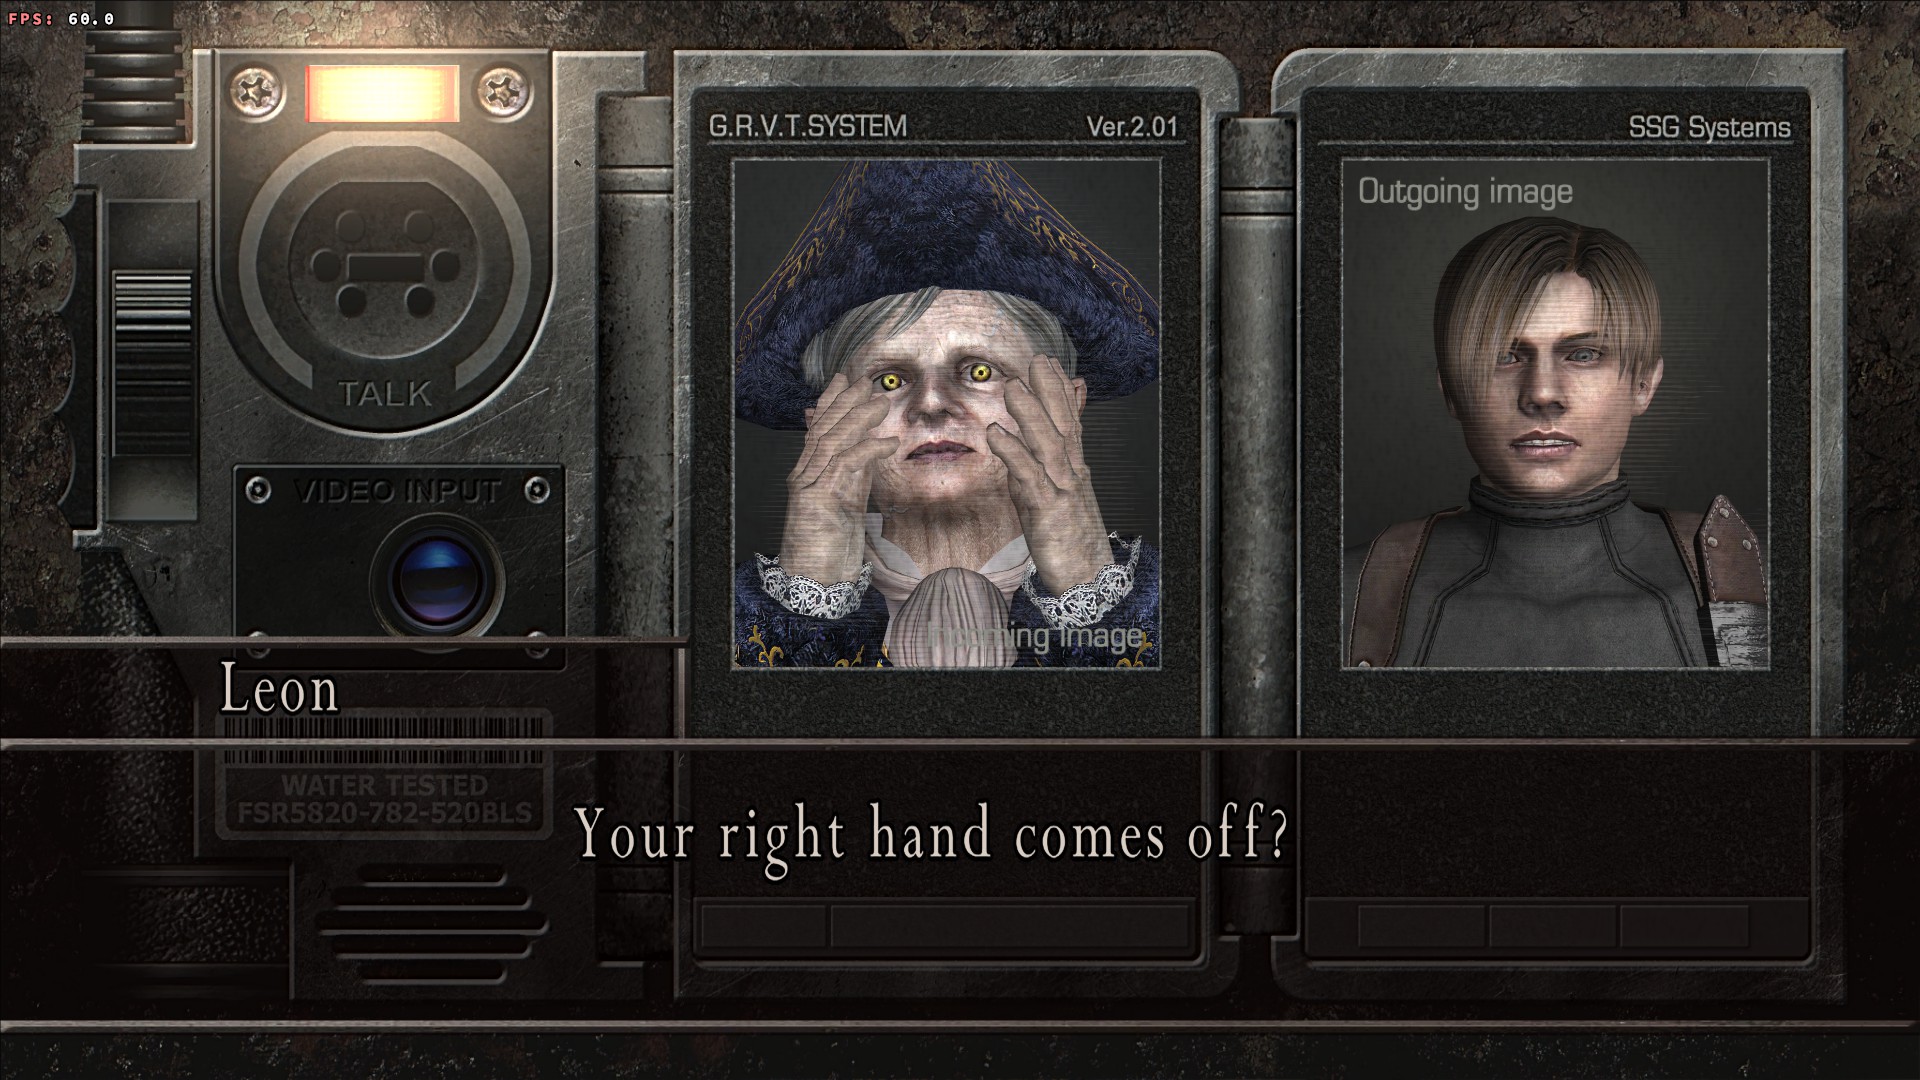 FPS: 60.0
G.R.V.T.SYSTEM
Ver.2.01
SSG Systems
Outgoing image
TALK
VIDEO INPUT
Incoming image
Leon
WATER TESTED
FSR5820-782-520BLS
Your right hand comes off?